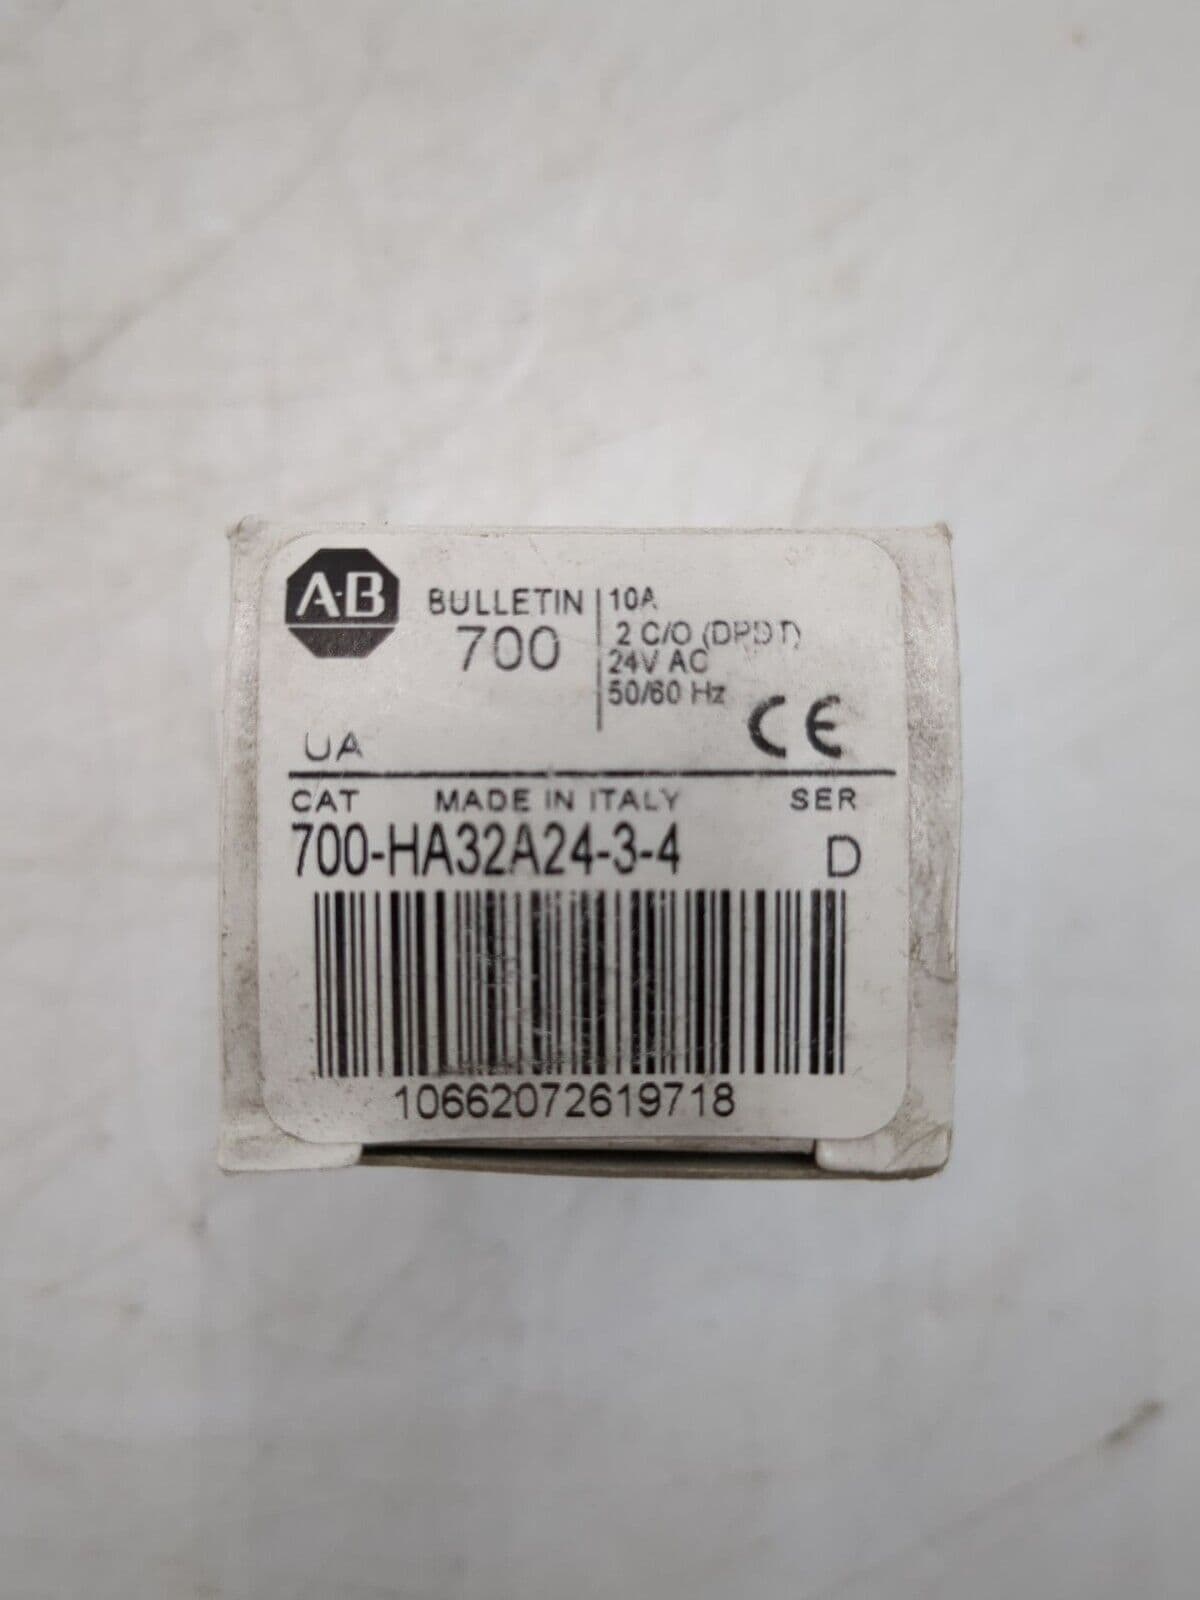 A-B
BULLETIN
700
10A
2 C/O (DPDT)
24V AC
50/60 Hz
UA
CE
CAT MADE IN ITALY SER
700-HA32A24-3-4 D
10662072619718